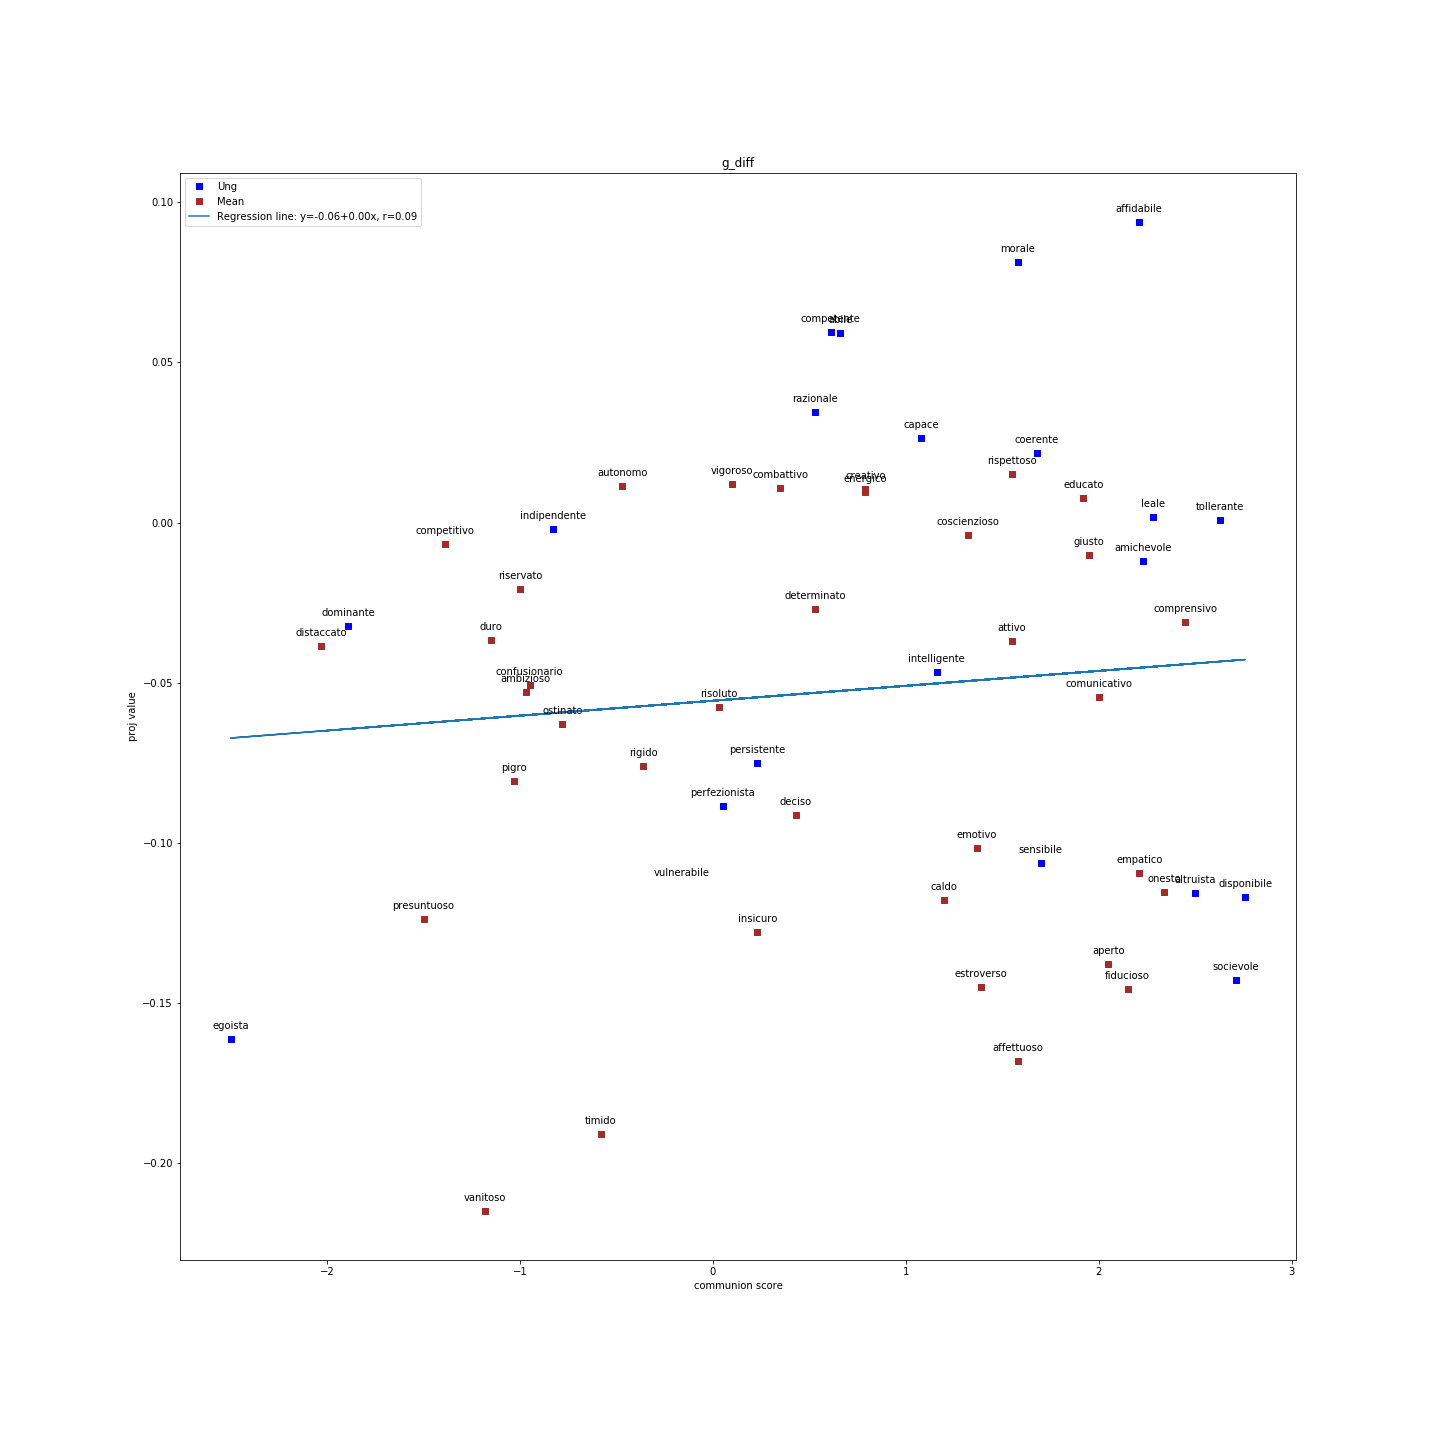 g_diff
Ung
Mean
Regression line: y=-0.06+0.00x, r=0.09
0.10
0.05
0.00
−0.05
−0.10
−0.15
−0.20
proj value
affidabile
morale
competente
abile
razionale
capace
coerente
rispettoso
autonomo
vigoroso
combattivo
creativo
energico
educato
leale
tollerante
indipendente
coscienzioso
competitivo
giusto
amichevole
riservato
determinato
comprensivo
dominante
distaccato
duro
attivo
intelligente
confusionario
ambizioso
comunicativo
risoluto
ostinato
persistente
rigido
pigro
perfezionista
deciso
emotivo
sensibile
empatico
vulnerabile
onesto
altruista
disponibile
caldo
presuntuoso
insicuro
aperto
socievole
estroverso
fiducioso
egoista
affettuoso
timido
vanitoso
−2
−1
0
1
2
3
communion score